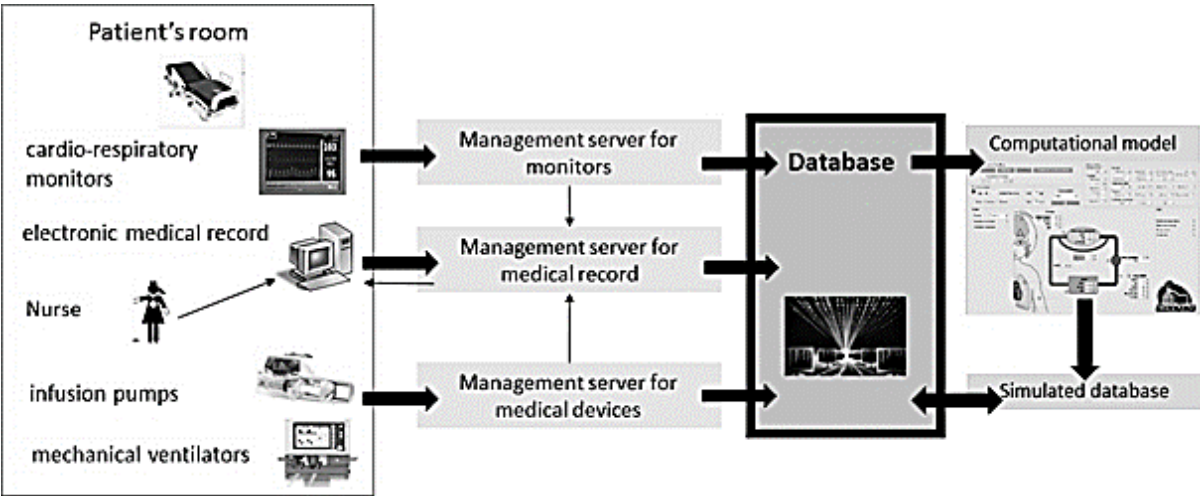 Patient's room
cardio-respiratory
monitors
electronic medical record
Nurse
infusion pumps
mechanical ventilators
Management server for
monitors
Management server for
medical record
Management server for
medical devices
Database
Computational model
Simulated database